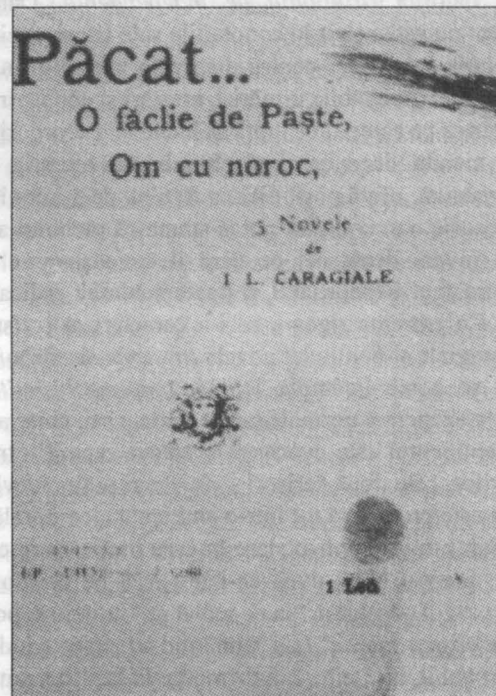 Păcat...
O făclie de Paște,
Om cu noroc,
3 Novele
de
I L. CARAGIALE
1 Leu